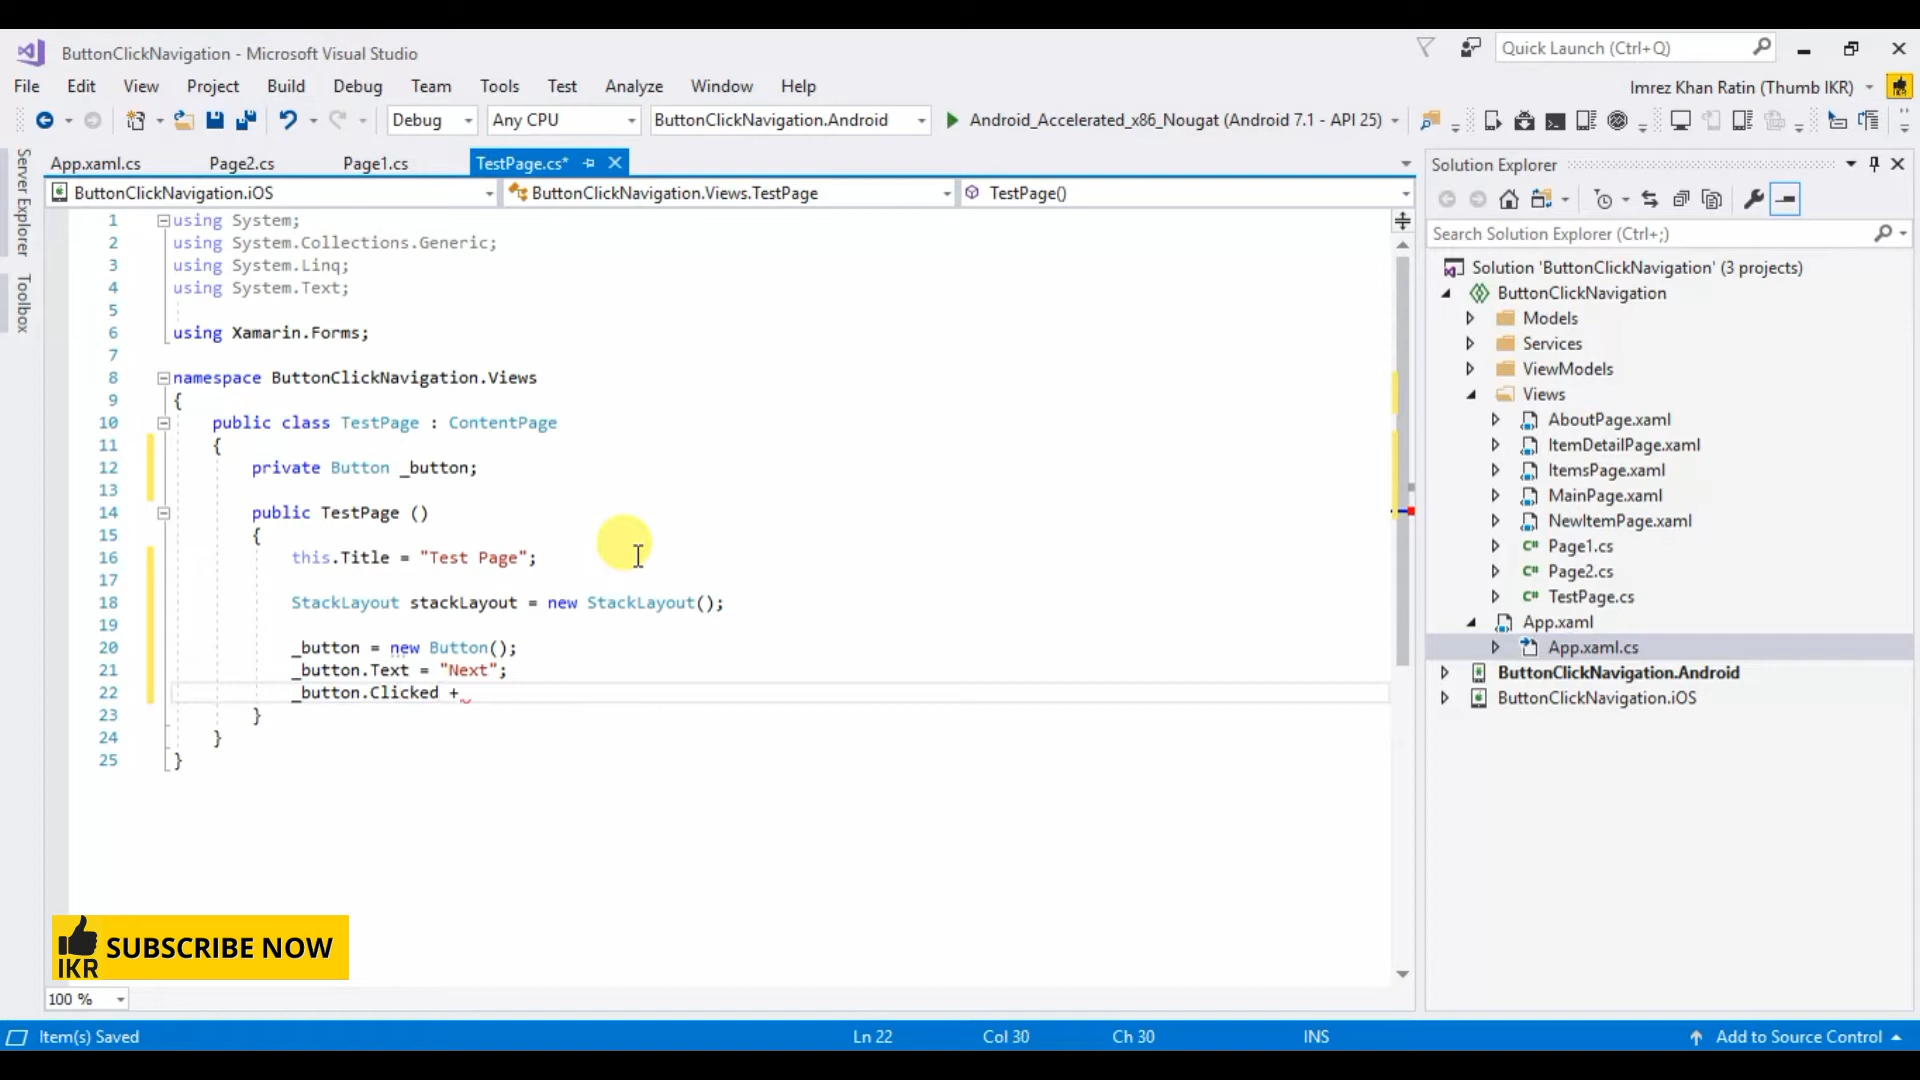 ButtonClickNavigation - Microsoft Visual Studio
Quick Launch (Ctrl+Q)
File Edit View Project Build Debug Team Tools Test Analyze Window Help
Imrez Khan Ratin (Thumb IKR)
Debug Any CPU ButtonClickNavigation.Android Android_Accelerated_x86_Nougat (Android 7.1 - API 25)
App.xaml.cs Page2.cs Page1.cs TestPage.cs*
ButtonClickNavigation.iOS ButtonClickNavigation.Views.TestPage TestPage()
Server Explorer
Toolbox
1 using System;
2 using System.Collections.Generic;
3 using System.Linq;
4 using System.Text;
5
6 using Xamarin.Forms;
7
8 namespace ButtonClickNavigation.Views
9 {
10 public class TestPage : ContentPage
11 {
12 private Button _button;
13
14 public TestPage ()
15 {
16 this.Title = "Test Page";
17
18 StackLayout stackLayout = new StackLayout();
19
20 _button = new Button();
21 _button.Text = "Next";
22 _button.Clicked +
23 }
24 }
25 }
Solution Explorer
Search Solution Explorer (Ctrl+;)
Solution 'ButtonClickNavigation' (3 projects)
ButtonClickNavigation
Models
Services
ViewModels
Views
AboutPage.xaml
ItemDetailPage.xaml
ItemsPage.xaml
MainPage.xaml
NewItemPage.xaml
C# Page1.cs
C# Page2.cs
C# TestPage.cs
App.xaml
App.xaml.cs
ButtonClickNavigation.Android
ButtonClickNavigation.iOS
IKR SUBSCRIBE NOW
100 %
Item(s) Saved Ln 22 Col 30 Ch 30 INS Add to Source Control